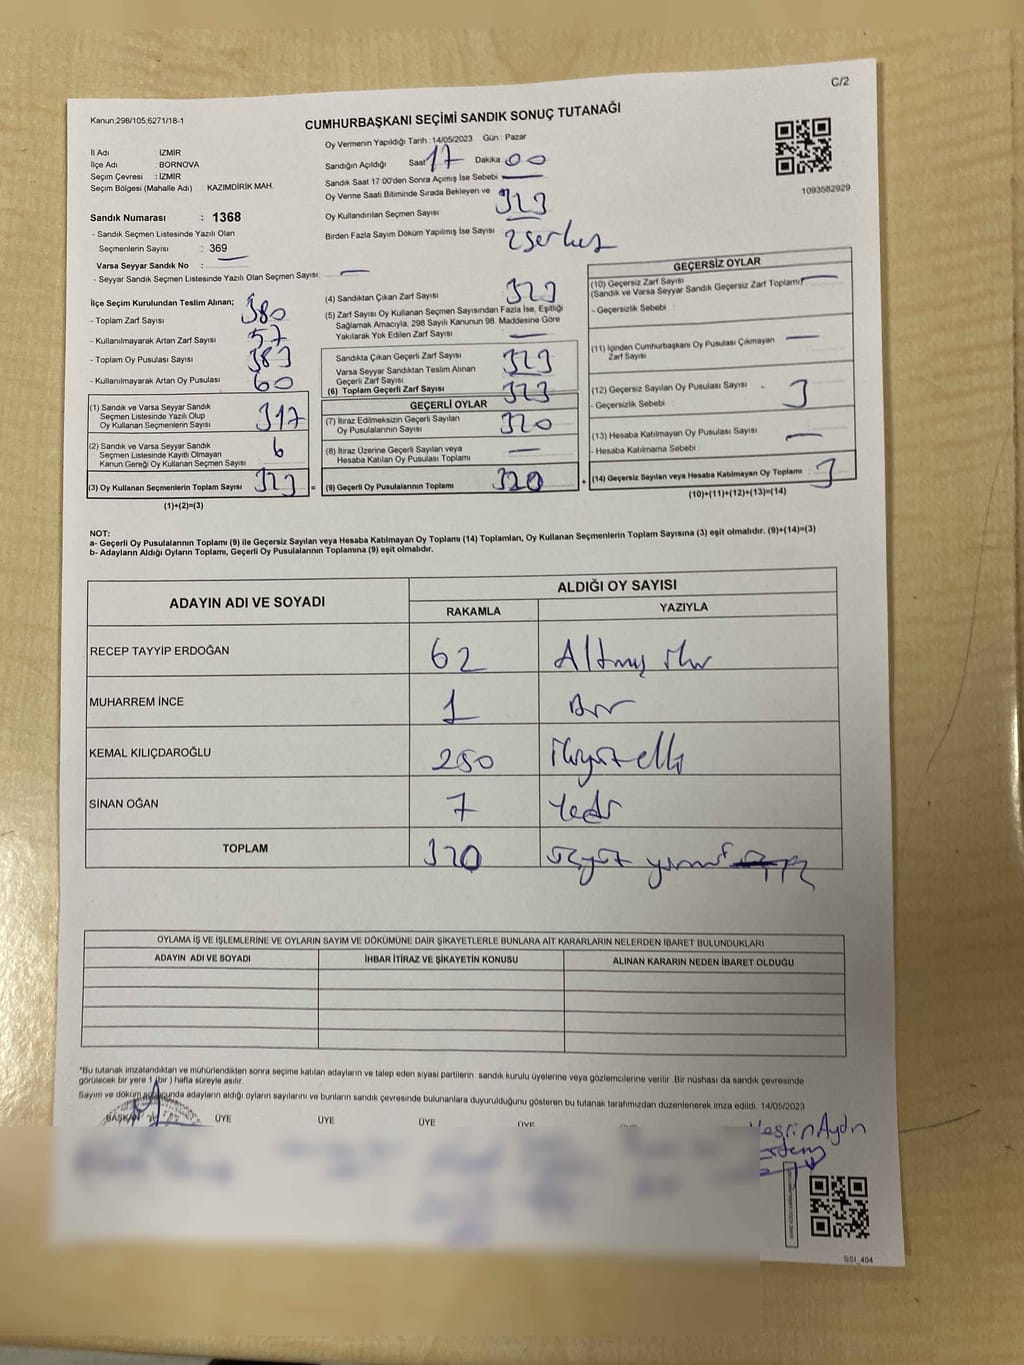 C/2
Kanun;298/105,6271/18-1
CUMHURBAŞKANI SEÇİMİ SANDIK SONUÇ TUTANAĞI
Oy Vermenin Yapıldığı Tarih : 14/05/2023 Gün : Pazar
İl Adı : İZMİR
İlçe Adı : BORNOVA
Seçim Çevresi : İZMİR
Seçim Bölgesi (Mahalle Adı) : KAZIMDİRİK MAH.
Sandığın Açıldığı Saat 17 Dakika 00
Sandık Saat 17:00'den Sonra Açımış İse Sebebi —
Oy Verme Saati Bitiminde Sırada Bekleyen ve
Oy Kullandırılan Seçmen Sayısı 323
Birden Fazla Sayım Döküm Yapılmış İse Sayısı
1093582929
Sandık Numarası : 1368
- Sandık Seçmen Listesinde Yazılı Olan
Seçmenlerin Sayısı : 369
Varsa Seyyar Sandık No : —
- Seyyar Sandık Seçmen Listesinde Yazılı Olan Seçmen Sayısı: —
İlçe Seçim Kurulundan Teslim Alınan;
- Toplam Zarf Sayısı 380
- Kullanılmayarak Artan Zarf Sayısı 57
- Toplam Oy Pusulası Sayısı 383
- Kullanılmayarak Artan Oy Pusulası 60
(1) Sandık ve Varsa Seyyar Sandık
Seçmen Listesinde Yazılı Olup
Oy Kullanan Seçmenlerin Sayısı 317
(2) Sandık ve Varsa Seyyar Sandık
Seçmen Listesinde Kayıtlı Olmayan
Kanun Gereği Oy Kullanan Seçmen Sayısı 6
(3) Oy Kullanan Seçmenlerin Toplam Sayısı 323 =
(1)+(2)=(3)
(4) Sandıktan Çıkan Zarf Sayısı 323
(5) Zarf Sayısı Oy Kullanan Seçmen Sayısından Fazla İse, Eşitliği
Sağlamak Amacıyla, 298 Sayılı Kanunun 98. Maddesine Göre
Yakılarak Yok Edilen Zarf Sayısı —
Sandıkta Çıkan Geçerli Zarf Sayısı 323
Varsa Seyyar Sandıktan Teslim Alınan
Geçerli Zarf Sayısı
(6) Toplam Geçerli Zarf Sayısı 323
GEÇERLİ OYLAR
(7) İtiraz Edilmeksizin Geçerli Sayılan
Oy Pusulalarının Sayısı 320
(8) İtiraz Üzerine Geçerli Sayılan veya
Hesaba Katılan Oy Pusulası Toplamı —
(9) Geçerli Oy Pusulalarının Toplamı 320 +
GEÇERSİZ OYLAR
(10) Geçersiz Zarf Sayısı —
(Sandık ve Varsa Seyyar Sandık Geçersiz Zarf Toplamı)
- Geçersizlik Sebebi :
(11) İçinden Cumhurbaşkanı Oy Pusulası Çıkmayan —
Zarf Sayısı
(12) Geçersiz Sayılan Oy Pusulası Sayısı 3
- Geçersizlik Sebebi :
(13) Hesaba Katılmayan Oy Pusulası Sayısı —
- Hesaba Katılmama Sebebi :
(14) Geçersiz Sayılan veya Hesaba Katılmayan Oy Toplamı 3
(10)+(11)+(12)+(13)=(14)
NOT:
a- Geçerli Oy Pusulalarının Toplamı (9) ile Geçersiz Sayılan veya Hesaba Katılmayan Oy Toplamı (14) Toplamları, Oy Kullanan Seçmenlerin Toplam Sayısına (3) eşit olmalıdır. (9)+(14)=(3)
b- Adayların Aldığı Oyların Toplamı, Geçerli Oy Pusulalarının Toplamına (9) eşit olmalıdır.
ADAYIN ADI VE SOYADI ALDIĞI OY SAYISI
RAKAMLA YAZIYLA
RECEP TAYYİP ERDOĞAN 62 Altmış iki
MUHARREM İNCE 1 Bir
KEMAL KILIÇDAROĞLU 250 ikiyüz elli
SİNAN OĞAN 7 Yedi
TOPLAM 320 üçyüz yirmi
OYLAMA İŞ VE İŞLEMLERİNE VE OYLARIN SAYIM VE DÖKÜMÜNE DAİR ŞİKAYETLERLE BUNLARA AİT KARARLARIN NELERDEN İBARET BULUNDUKLARI
ADAYIN ADI VE SOYADI İHBAR İTİRAZ VE ŞİKAYETİN KONUSU ALINAN KARARIN NEDEN İBARET OLDUĞU
*Bu tutanak imzalandıktan ve mühürlendikten sonra seçime katılan adayların ve talep eden siyasi partilerin sandık kurulu üyelerine veya gözlemcilerine verilir. Bir nüshası da sandık çevresinde
görülecek bir yere 1 (bir ) hafta süreyle asılır.
Sayım ve döküm sonucunda adayların aldığı oyların sayılarını ve bunların sandık çevresinde bulunanlara duyurulduğunu gösteren bu tutanak tarafımızdan düzenlenerek imza edildi. 14/05/2023
BAŞKAN ÜYE ÜYE ÜYE ÜYE
Aydın
SSI_404